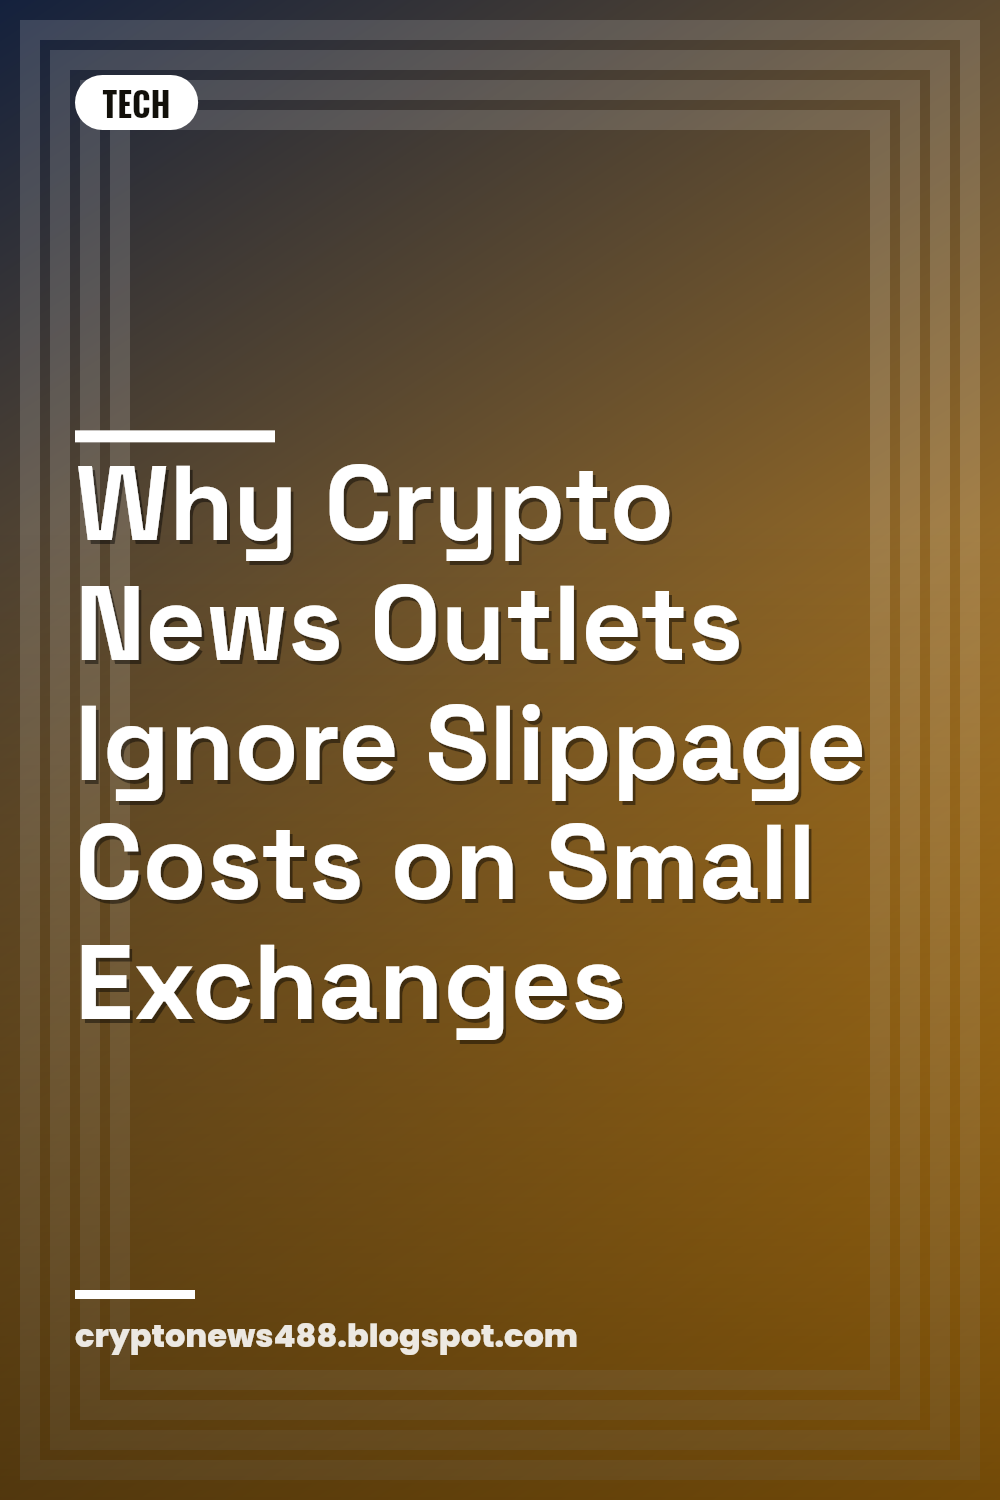 TECH
Why Crypto
News Outlets
Ignore Slippage
Costs on Small
Exchanges
cryptonews488.blogspot.com